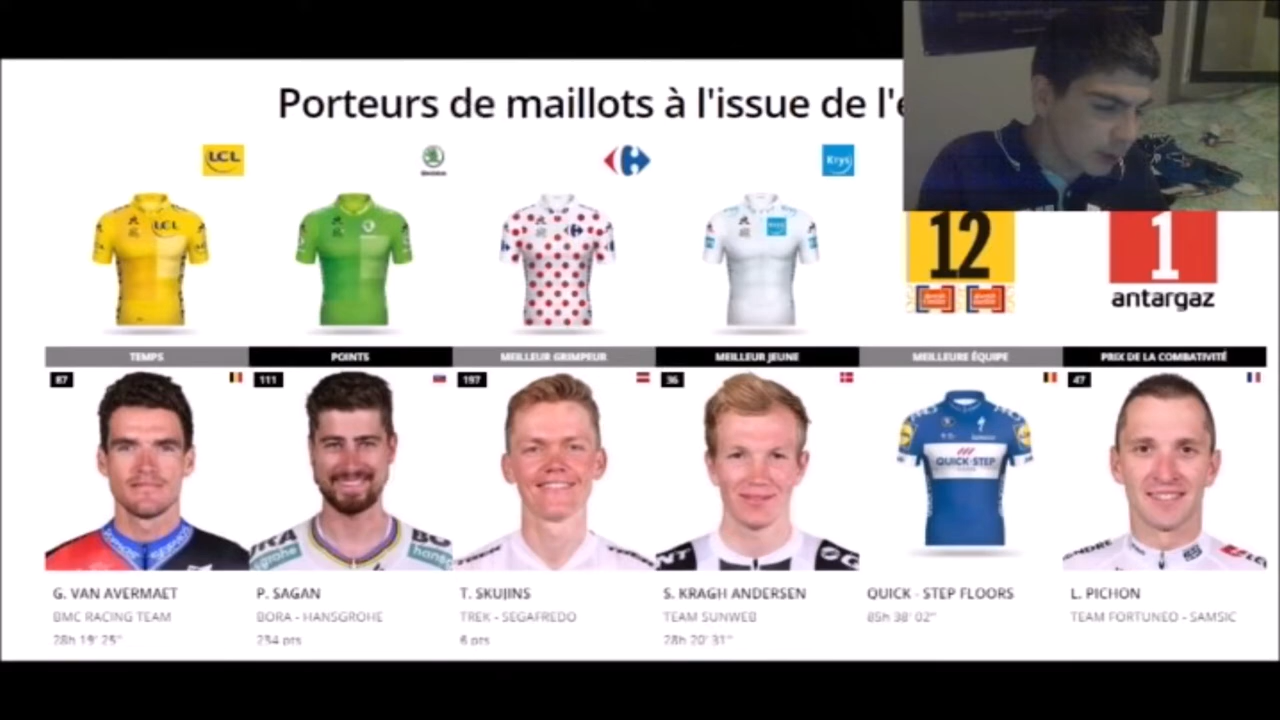 Porteurs de maillots à l'issue de l'
LCL
Krys
LCL
12
1
antargaz
TEMPS
POINTS
MEILLEUR GRIMPEUR
MEILLEUR JEUNE
MEILLEURE ÉQUIPE
PRIX DE LA COMBATIVITÉ
87
111
197
36
47
QUICK·STEP
G. VAN AVERMAET
P. SAGAN
T. SKUJINS
S. KRAGH ANDERSEN
QUICK - STEP FLOORS
L. PICHON
BMC RACING TEAM
BORA - HANSGROHE
TREK - SEGAFREDO
TEAM SUNWEB
85h 38' 02''
TEAM FORTUNEO - SAMSIC
28h 19' 25''
234 pts
6 pts
28h 20' 31''